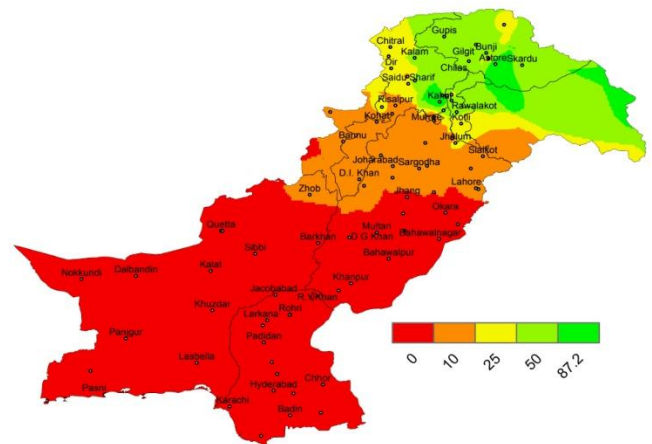 Gupis
Chitral
Kalam
Gilgit
Bunji
Dir
Chilas
Astore
Skardu
Saidu Sharif
Risalpur
Rawalakot
Kohat
Murree
Kotli
Bannu
Jhalum
Sialkot
Joharabad
Sargodha
D.I. Khan
Zhob
Jhang
Lahore
Okara
Quetta
Multan
Barkhan
D.G.Khan
Bahawalnagar
Sibbi
Bahawalpur
Nokkundi
Dalbandin
Kalat
Khanpur
Jacobabad
R.Y.Khan
Khuzdar
Rohri
Larkana
Panjgur
Padidan
Lasbella
Pasni
Hyderabad
Chhor
Karachi
Badin
0
10
25
50
87.2